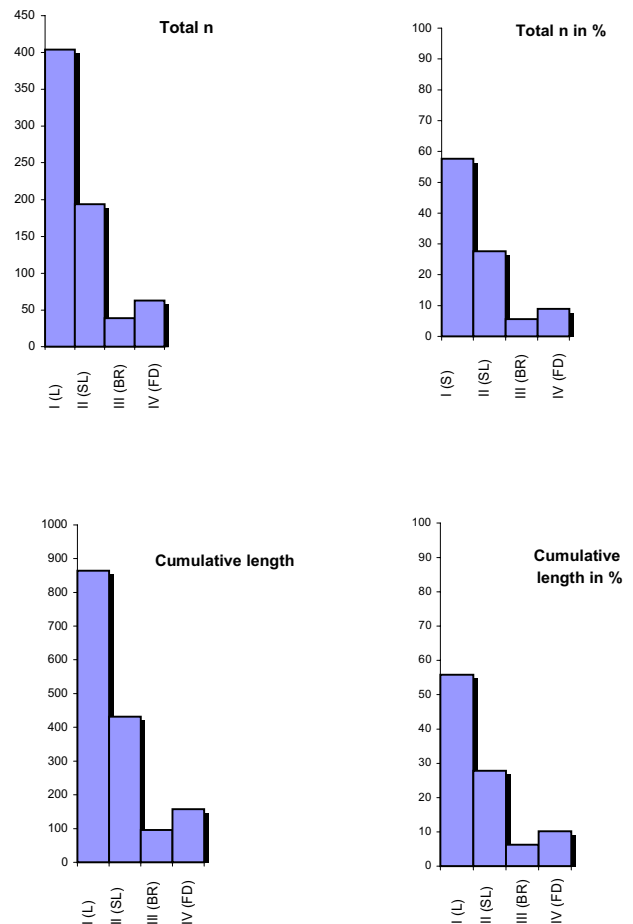 Total n
450
400
350
300
250
200
150
100
50
0
I (L)
II (SL)
III (BR)
IV (FD)
Total n in %
100
90
80
70
60
50
40
30
20
10
0
I (S)
II (SL)
III (BR)
IV (FD)
Cumulative length
1000
900
800
700
600
500
400
300
200
100
0
I (L)
II (SL)
III (BR)
IV (FD)
Cumulative
length in %
100
90
80
70
60
50
40
30
20
10
0
I (L)
II (SL)
III (BR)
IV (FD)